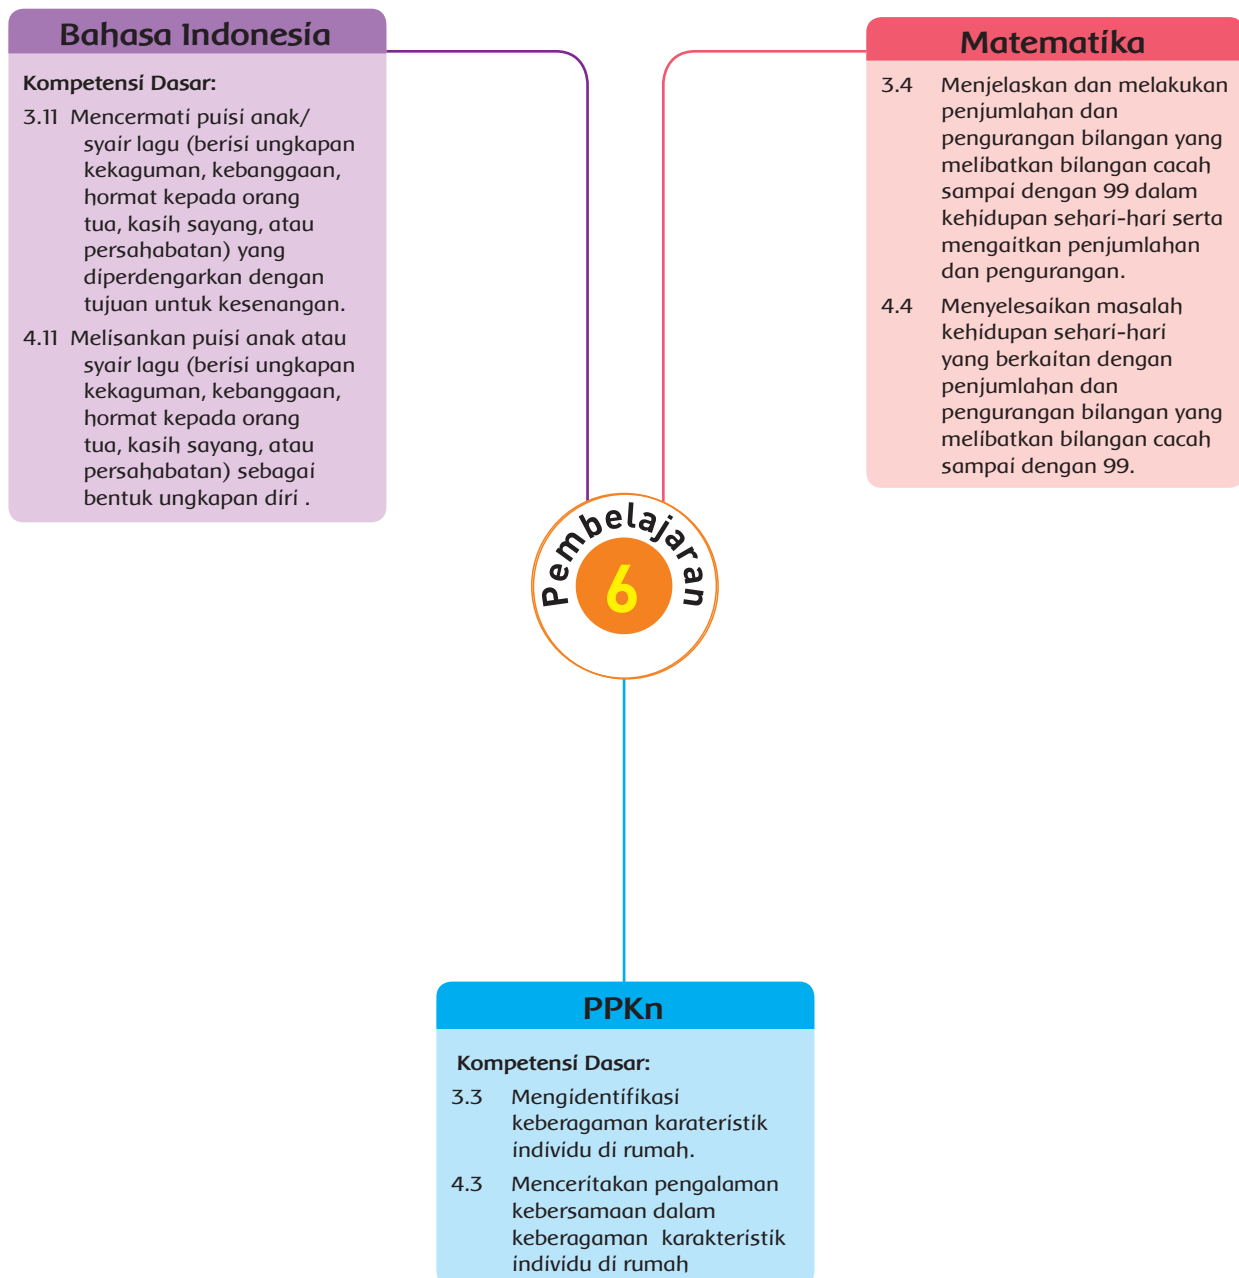 Bahasa Indonesia
Kompetensi Dasar:
3.11 Mencermati puisi anak/
syair lagu (berisi ungkapan
kekaguman, kebanggaan,
hormat kepada orang
tua, kasih sayang, atau
persahabatan) yang
diperdengarkan dengan
tujuan untuk kesenangan.
4.11 Melisankan puisi anak atau
syair lagu (berisi ungkapan
kekaguman, kebanggaan,
hormat kepada orang
tua, kasih sayang, atau
persahabatan) sebagai
bentuk ungkapan diri .
Matematika
3.4 Menjelaskan dan melakukan
penjumlahan dan
pengurangan bilangan yang
melibatkan bilangan cacah
sampai dengan 99 dalam
kehidupan sehari-hari serta
mengaitkan penjumlahan
dan pengurangan.
4.4 Menyelesaikan masalah
kehidupan sehari-hari
yang berkaitan dengan
penjumlahan dan
pengurangan bilangan yang
melibatkan bilangan cacah
sampai dengan 99.
Pembelajaran
6
PPKn
Kompetensi Dasar:
3.3 Mengidentifikasi
keberagaman karateristik
individu di rumah.
4.3 Menceritakan pengalaman
kebersamaan dalam
keberagaman karakteristik
individu di rumah